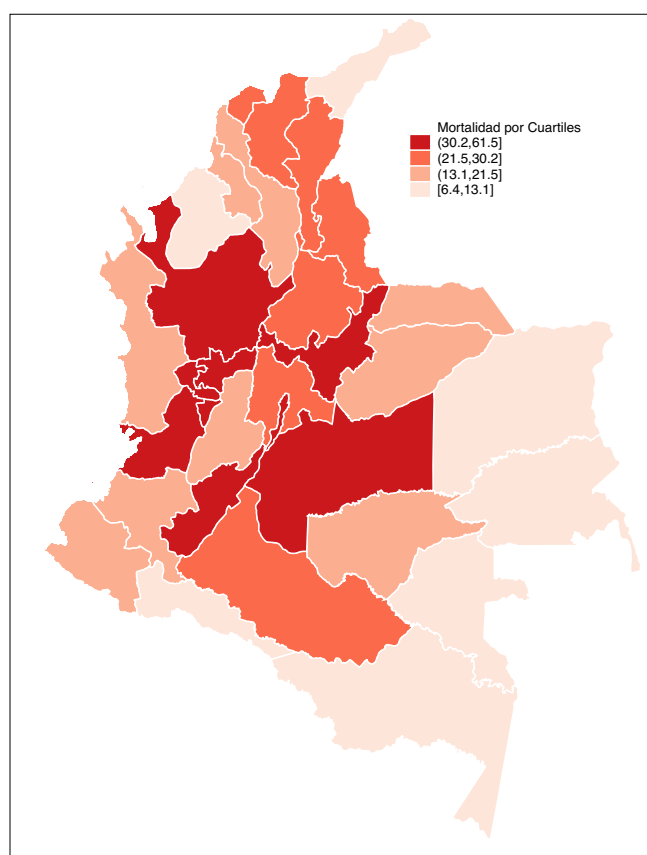 Mortalidad por Cuartiles
(30.2,61.5]
(21.5,30.2]
(13.1,21.5]
[6.4,13.1]